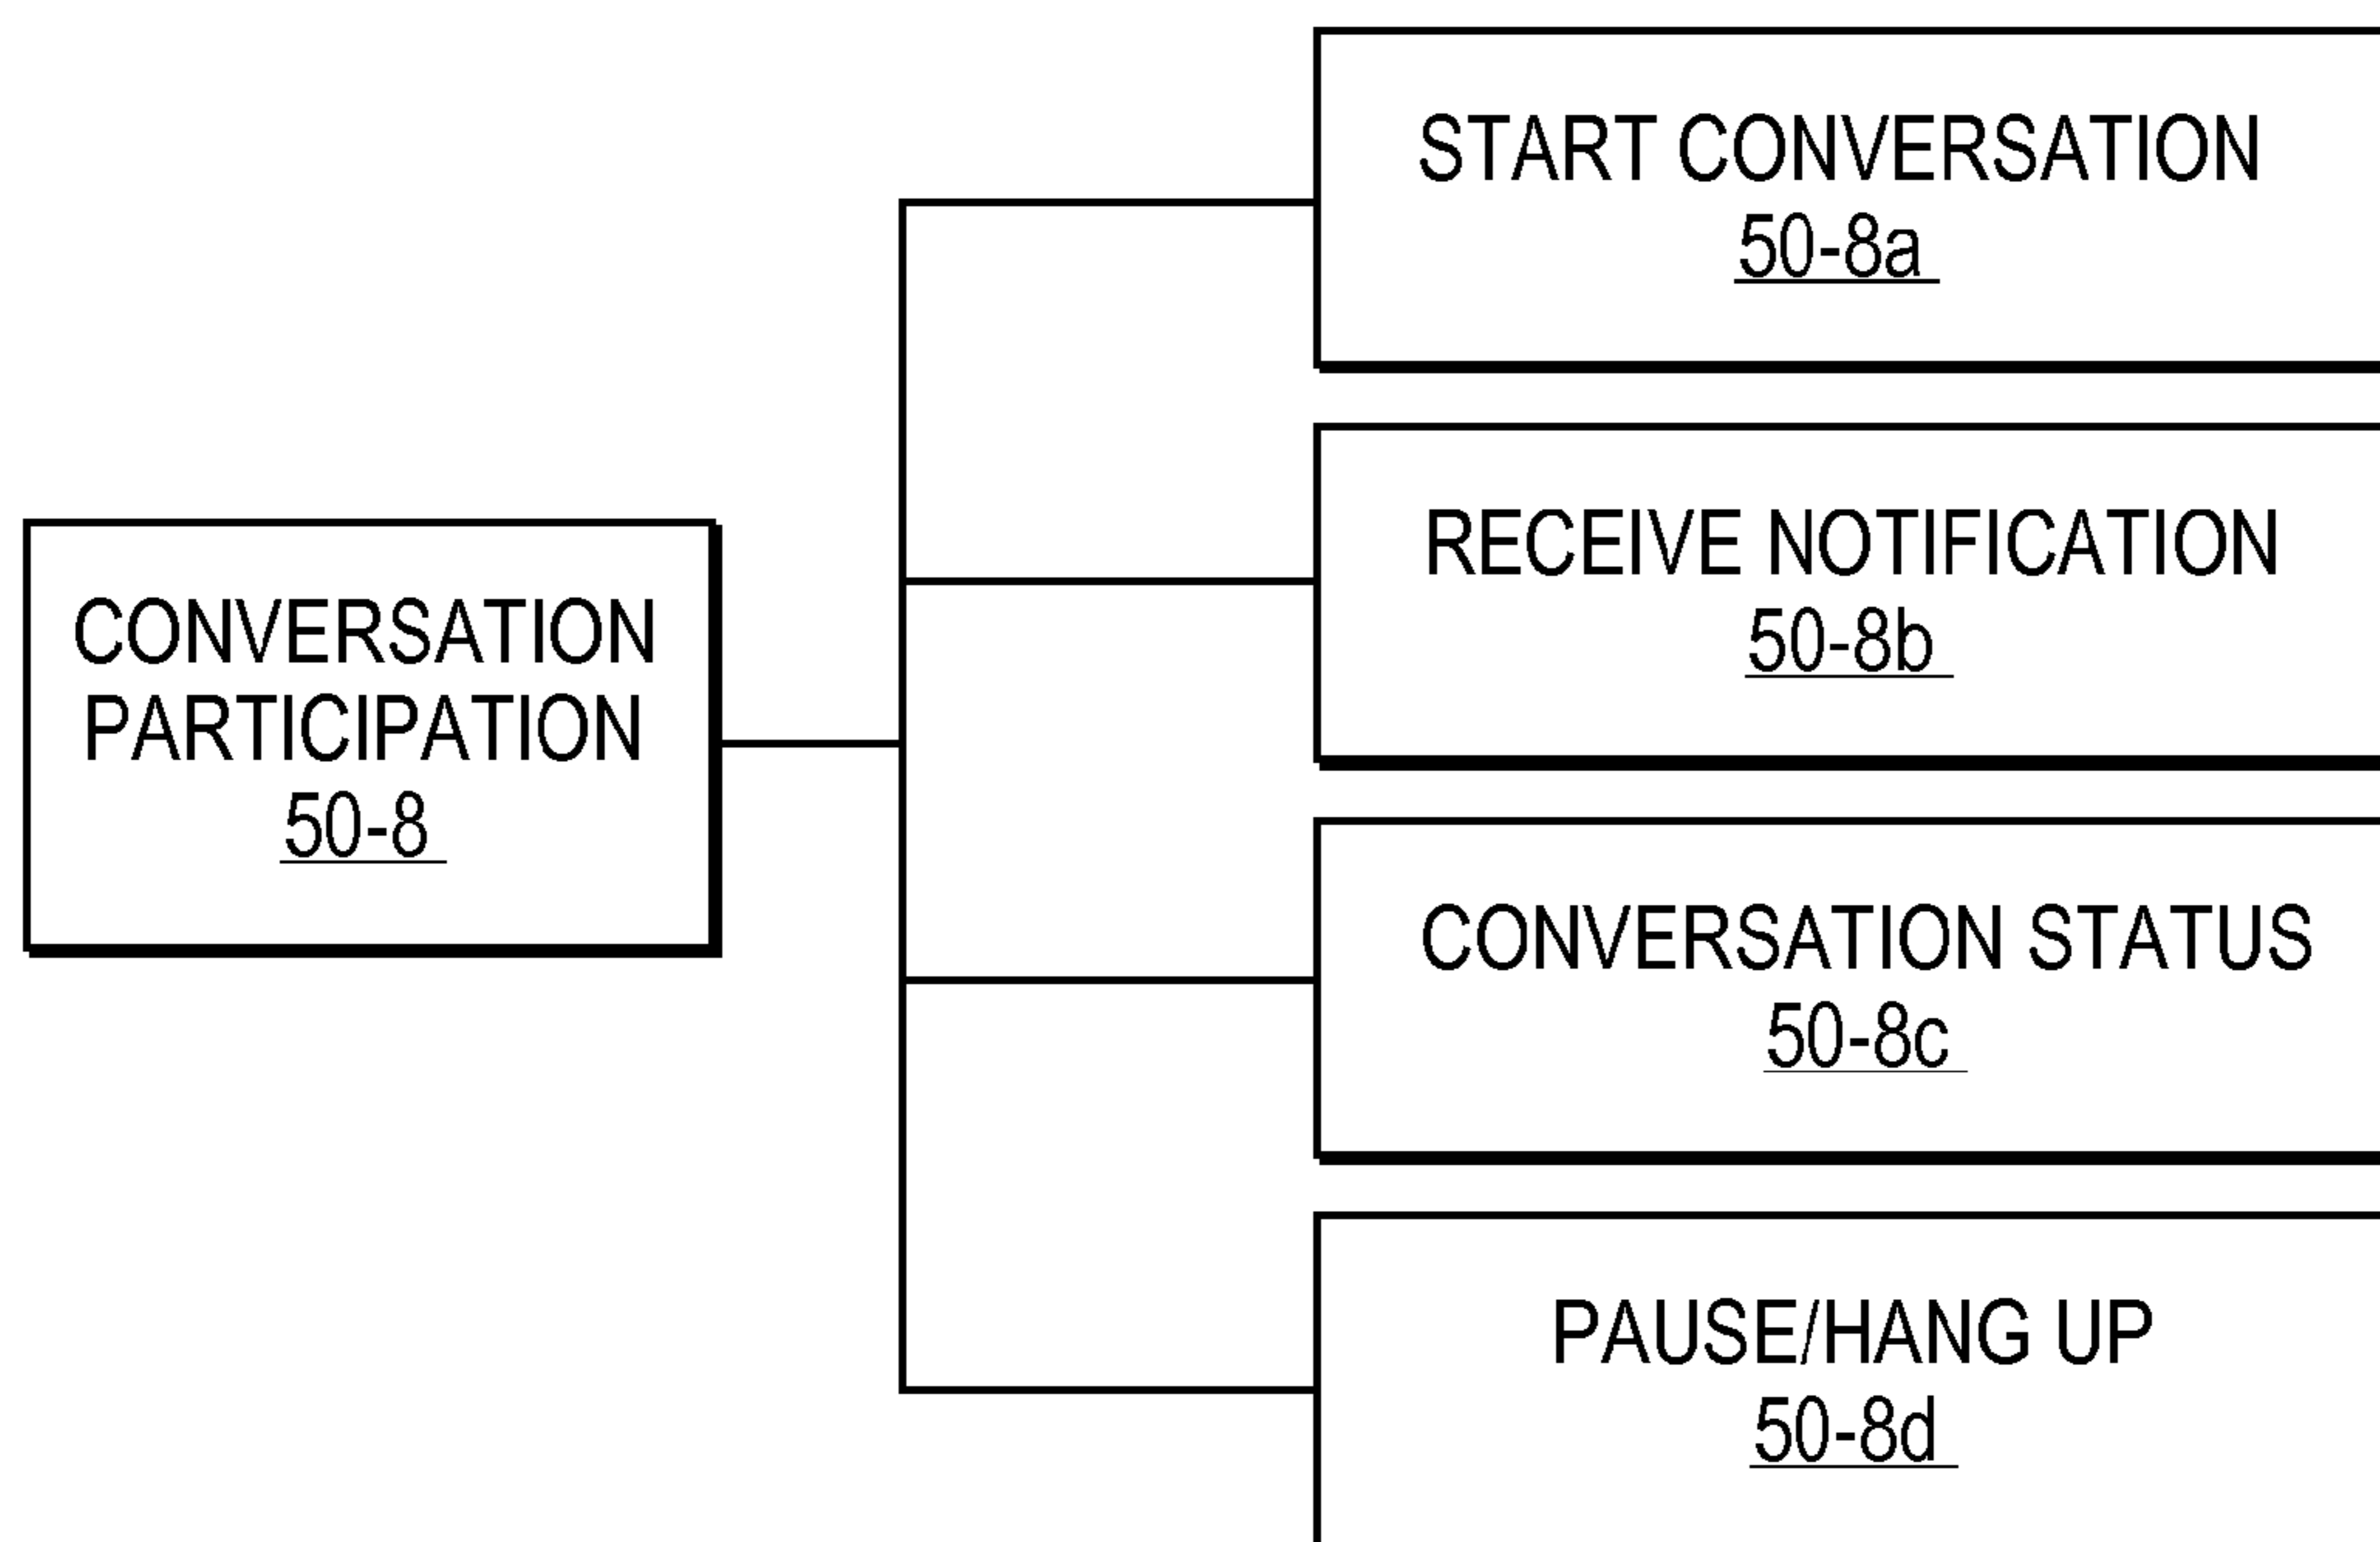 START CONVERSATION
50-8a
RECEIVE NOTIFICATION
50-8b
CONVERSATION
PARTICIPATION
50-8
CONVERSATION STATUS
50-8c
PAUSE/HANG UP
50-8d